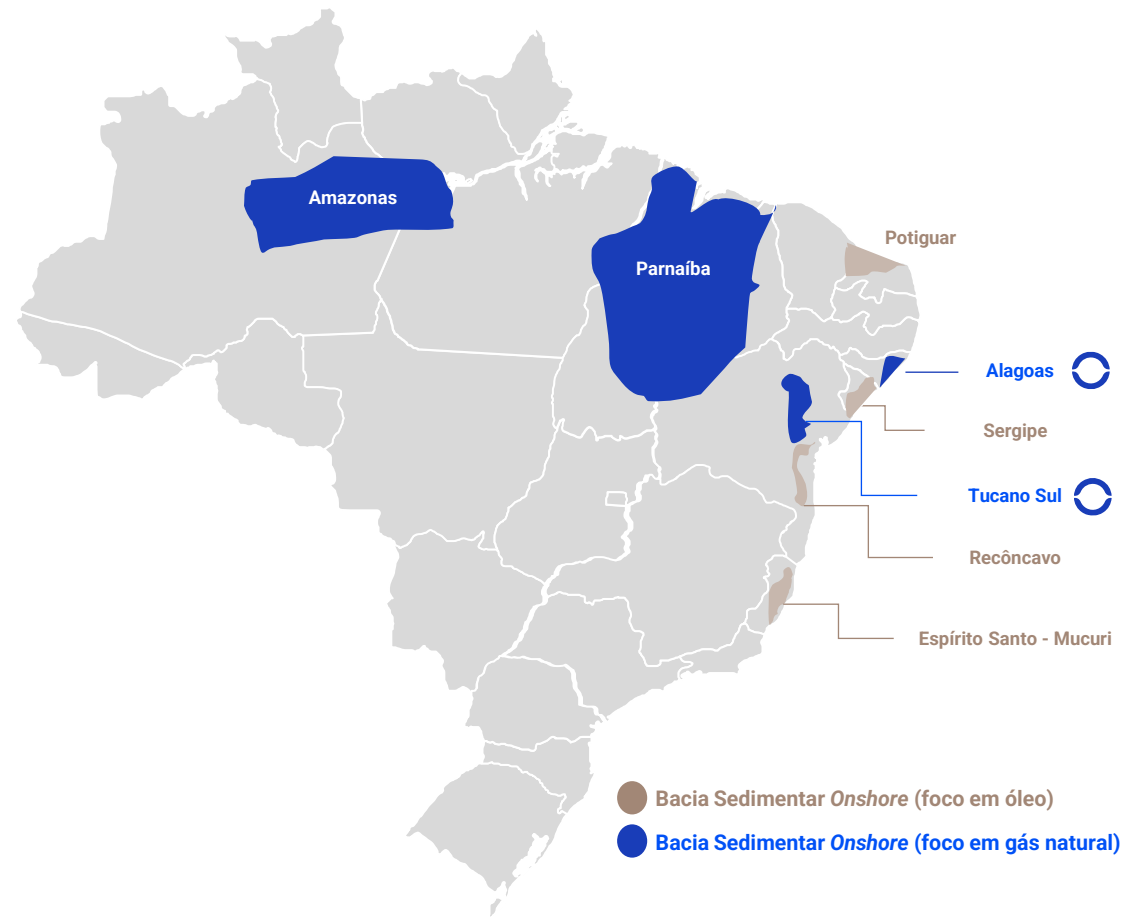 Amazonas
Potiguar
Parnaíba
Alagoas
Sergipe
Tucano Sul
Recôncavo
Espírito Santo - Mucuri
Bacia Sedimentar Onshore (foco em óleo)
Bacia Sedimentar Onshore (foco em gás natural)